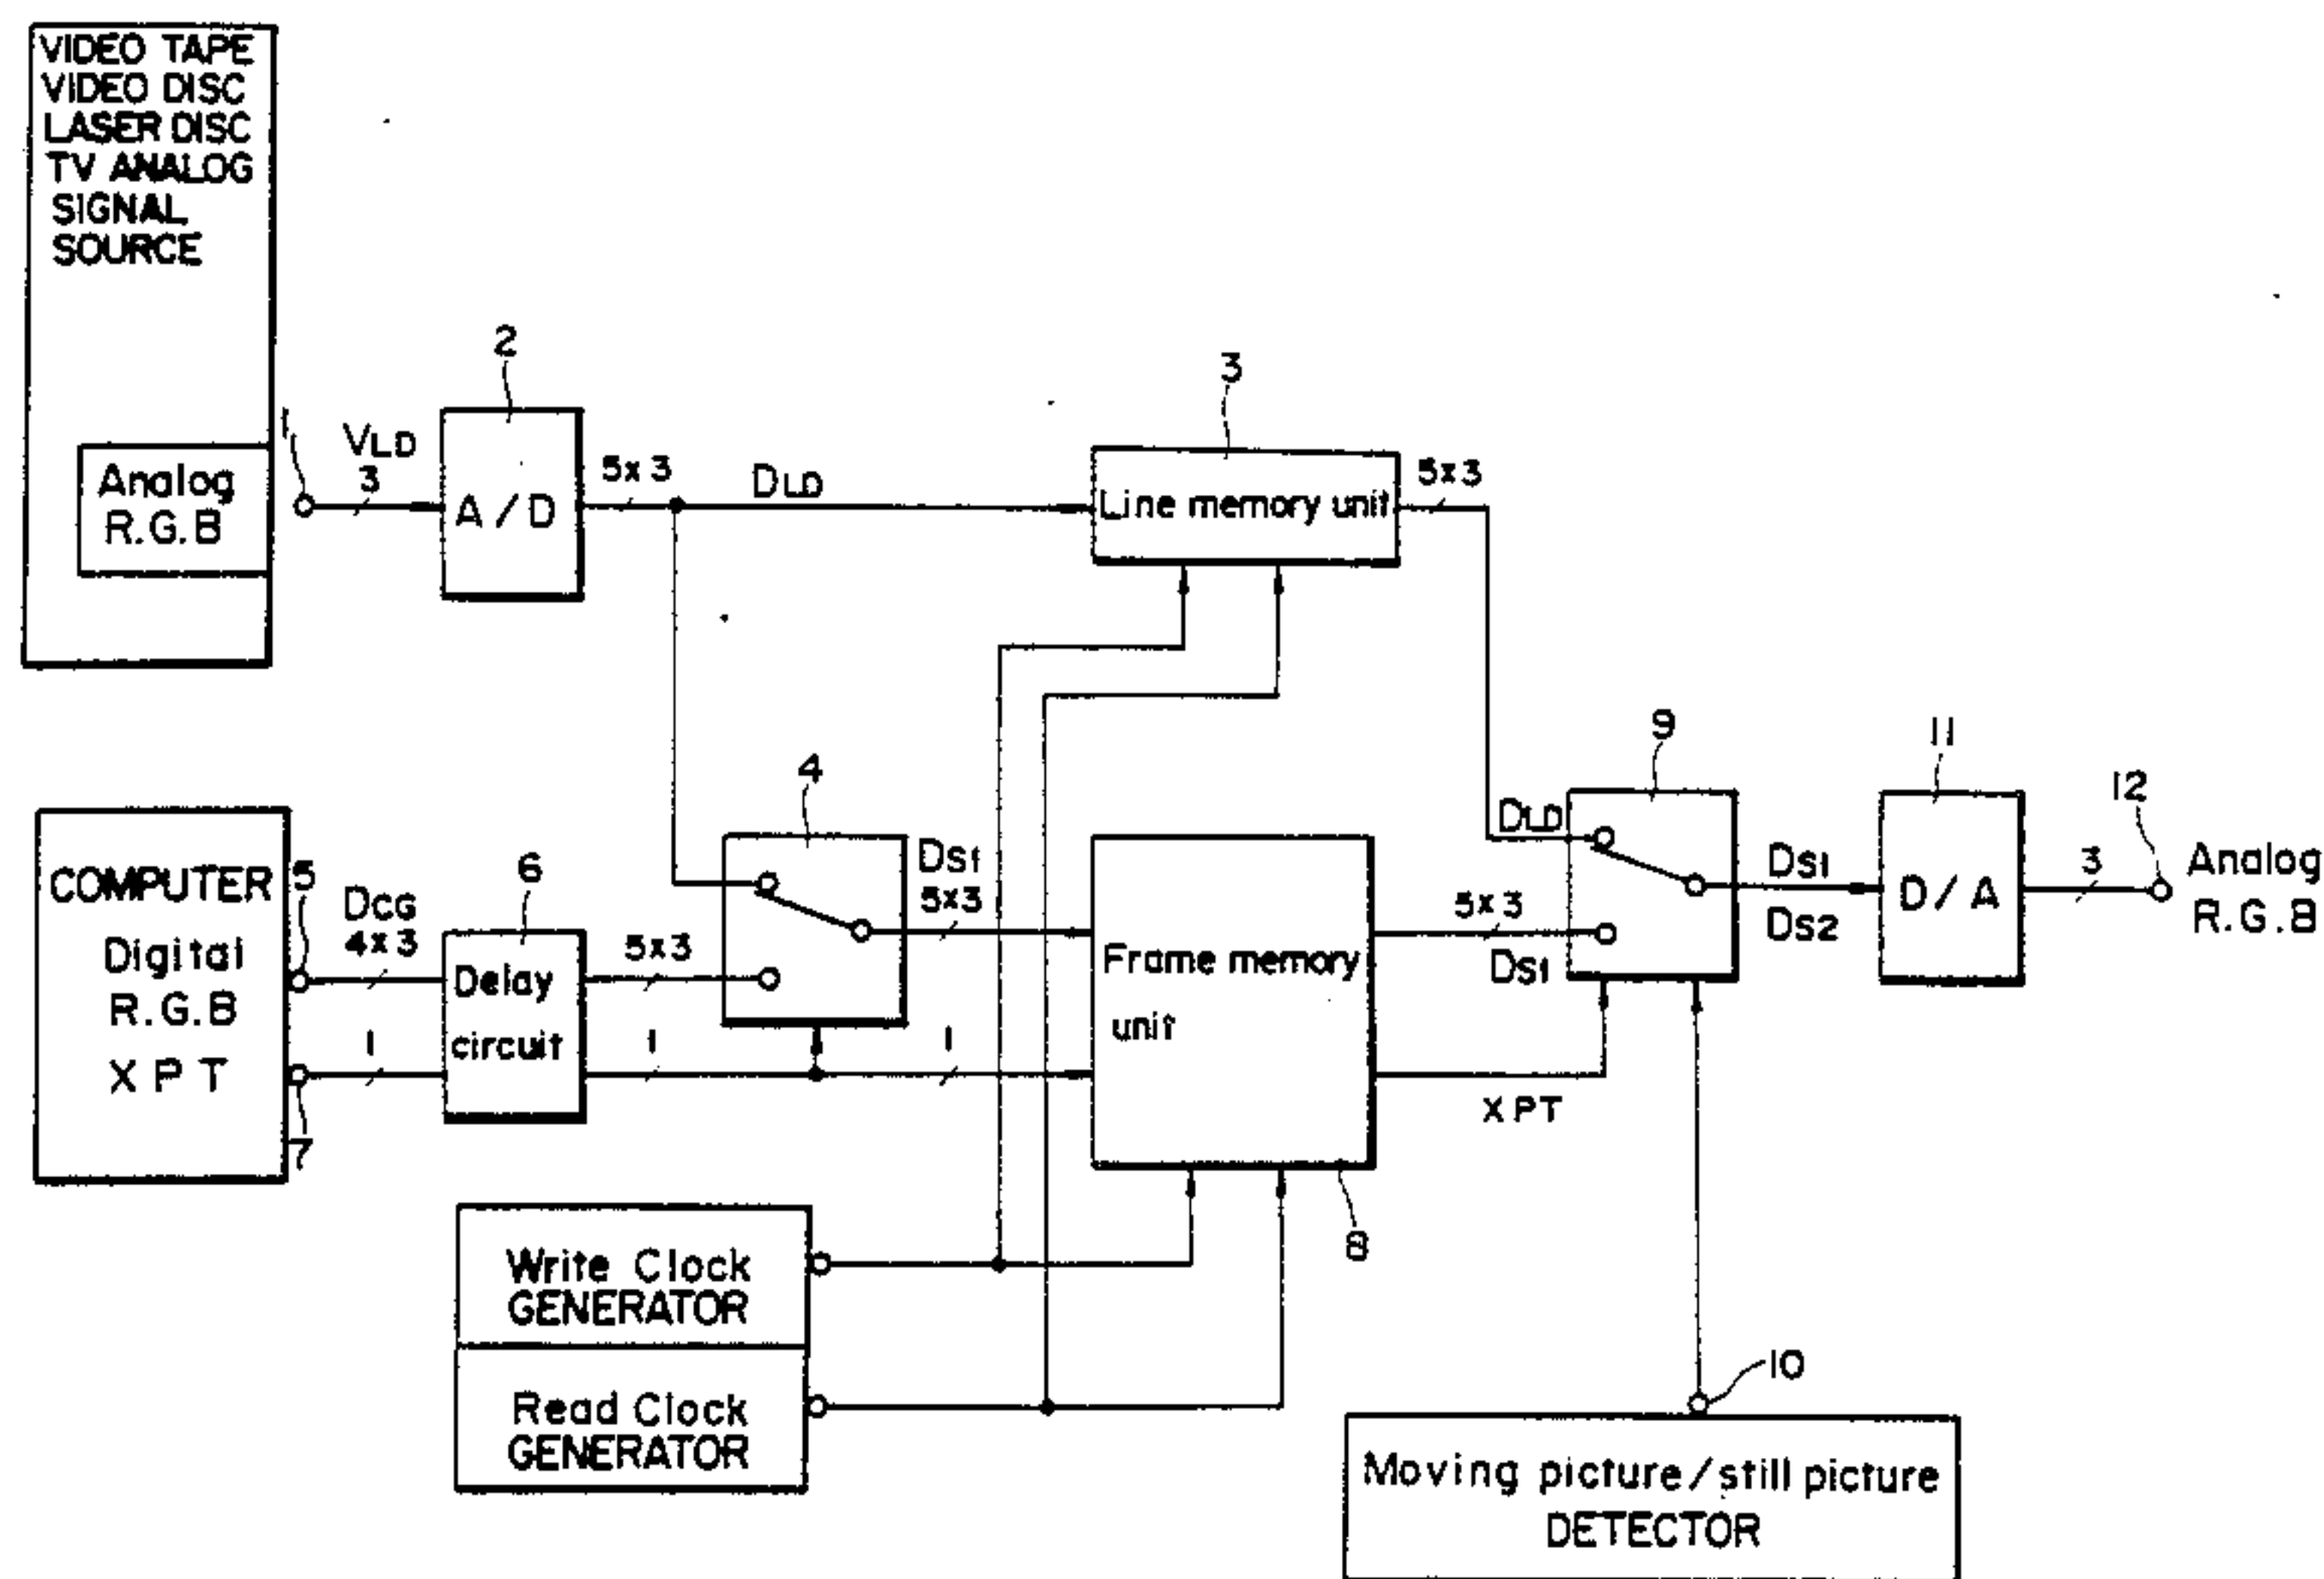 VIDEO TAPE
VIDEO DISC
LASER DISC
TV ANALOG
SIGNAL
SOURCE
Analog
R.G.B
1
VLD
3
2
A/D
5x3
DLD
3
Line memory unit
5x3
COMPUTER
Digital
R.G.B
XPT
5
DCG
4x3
1
7
6
Delay
circuit
5x3
1
4
DS1
5x3
1
Frame memory
unit
8
5x3
DS1
XPT
DLD
9
DS1
DS2
11
D/A
3
12
Analog
R.G.B
Write Clock
GENERATOR
Read Clock
GENERATOR
10
Moving picture/still picture
DETECTOR